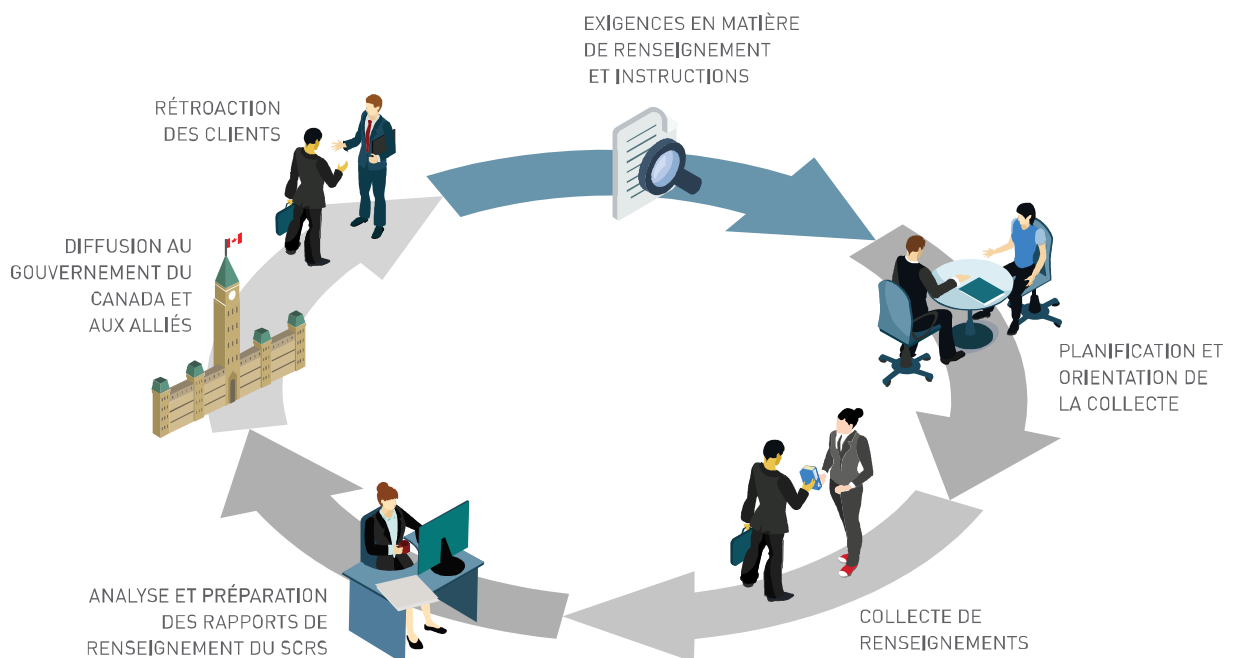 EXIGENCES EN MATIÈRE
DE RENSEIGNEMENT
ET INSTRUCTIONS
PLANIFICATION ET
ORIENTATION DE
LA COLLECTE
COLLECTE DE
RENSEIGNEMENTS
ANALYSE ET PRÉPARATION
DES RAPPORTS DE
RENSEIGNEMENT DU SCRS
DIFFUSION AU
GOUVERNEMENT DU
CANADA ET
AUX ALLIÉS
RÉTROACTION
DES CLIENTS